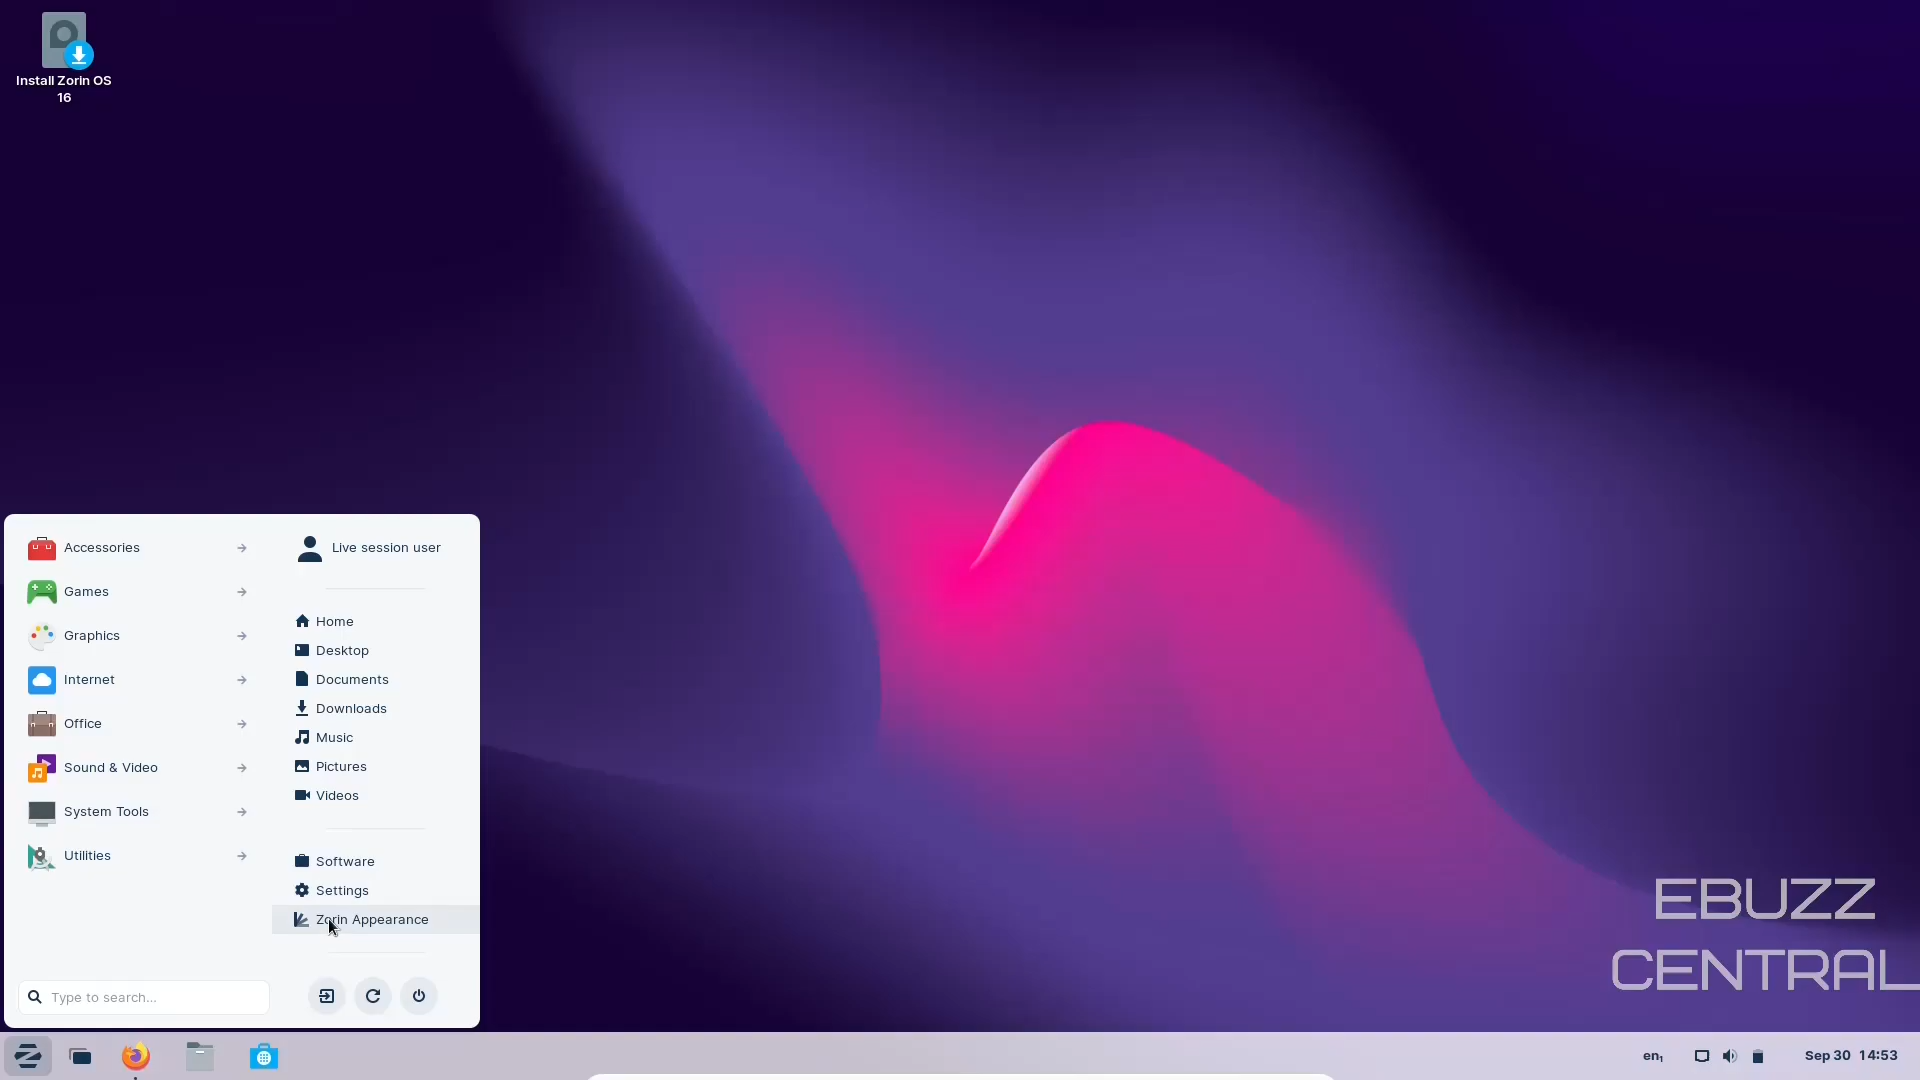 Install Zorin OS
16
Accessories
Games
Graphics
Internet
Office
Sound & Video
System Tools
Utilities
Type to search...
Live session user
Home
Desktop
Documents
Downloads
Music
Pictures
Videos
Software
Settings
Zorin Appearance
EBUZZ
CENTRAL
en₁
Sep 30 14:53